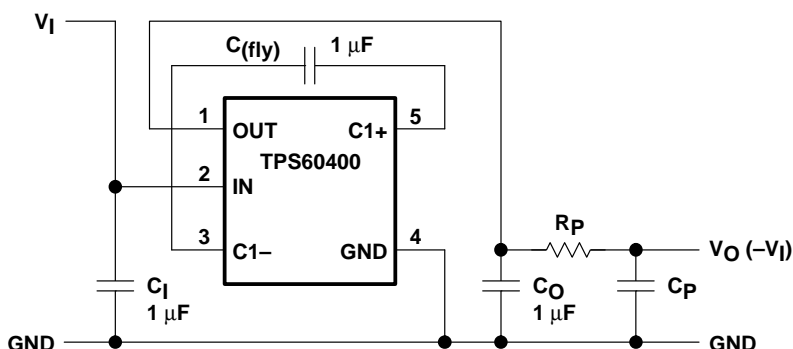 VI
C(fly)
1 μF
1
5
OUT
C1+
TPS60400
2
IN
3
4
C1–
GND
RP
VO (–VI)
CI
1 μF
CO
1 μF
CP
GND
GND